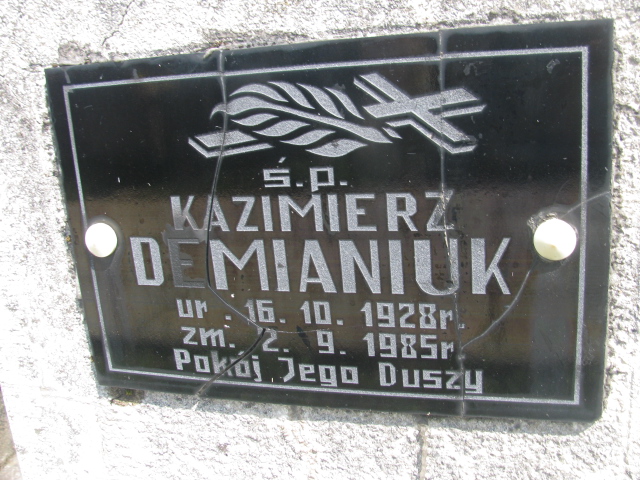 ś.p.
KAZIMIERZ
DEMIANIUK
ur. 16. 10. 1928r.
zm. 2. 9. 1985r.
Pokój Jego Duszy